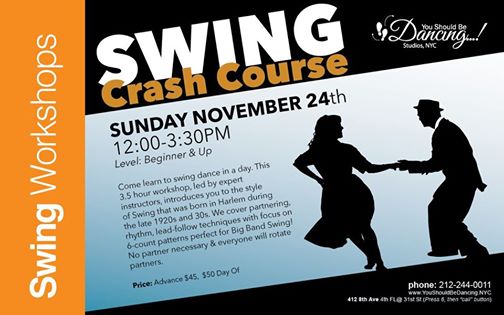 Swing Workshops
SWING
Crash Course
You Should Be
Dancing....!
Studios, NYC
SUNDAY NOVEMBER 24th
12:00-3:30PM
Level: Beginner & Up
Come learn to swing dance in a day. This
3.5 hour workshop, led by expert
instructors, introduces you to the style
of Swing that was born in Harlem during
the late 1920s and 30s. We cover partnering,
rhythm, lead-follow techniques with focus on
6-count patterns perfect for Big Band Swing!
No partner necessary & everyone will rotate
partners.
Price: Advance $45, $50 Day Of
phone: 212-244-0011
www.YouShouldBeDancing.NYC
412 8th Ave 4th FL@ 31st St (Press 6, then "call" button)